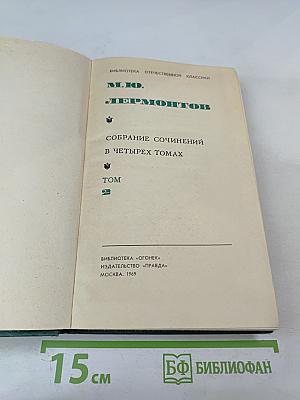 БИБЛИОТЕКА ОТЕЧЕСТВЕННОЙ КЛАССИКИ
М.Ю.
ЛЕРМОНТОВ
СОБРАНИЕ СОЧИНЕНИЙ
В ЧЕТЫРЕХ ТОМАХ
ТОМ
2
БИБЛИОТЕКА «ОГОНЕК»
ИЗДАТЕЛЬСТВО «ПРАВДА»
МОСКВА. 1969
15 см
БФ БИБЛИОФАН